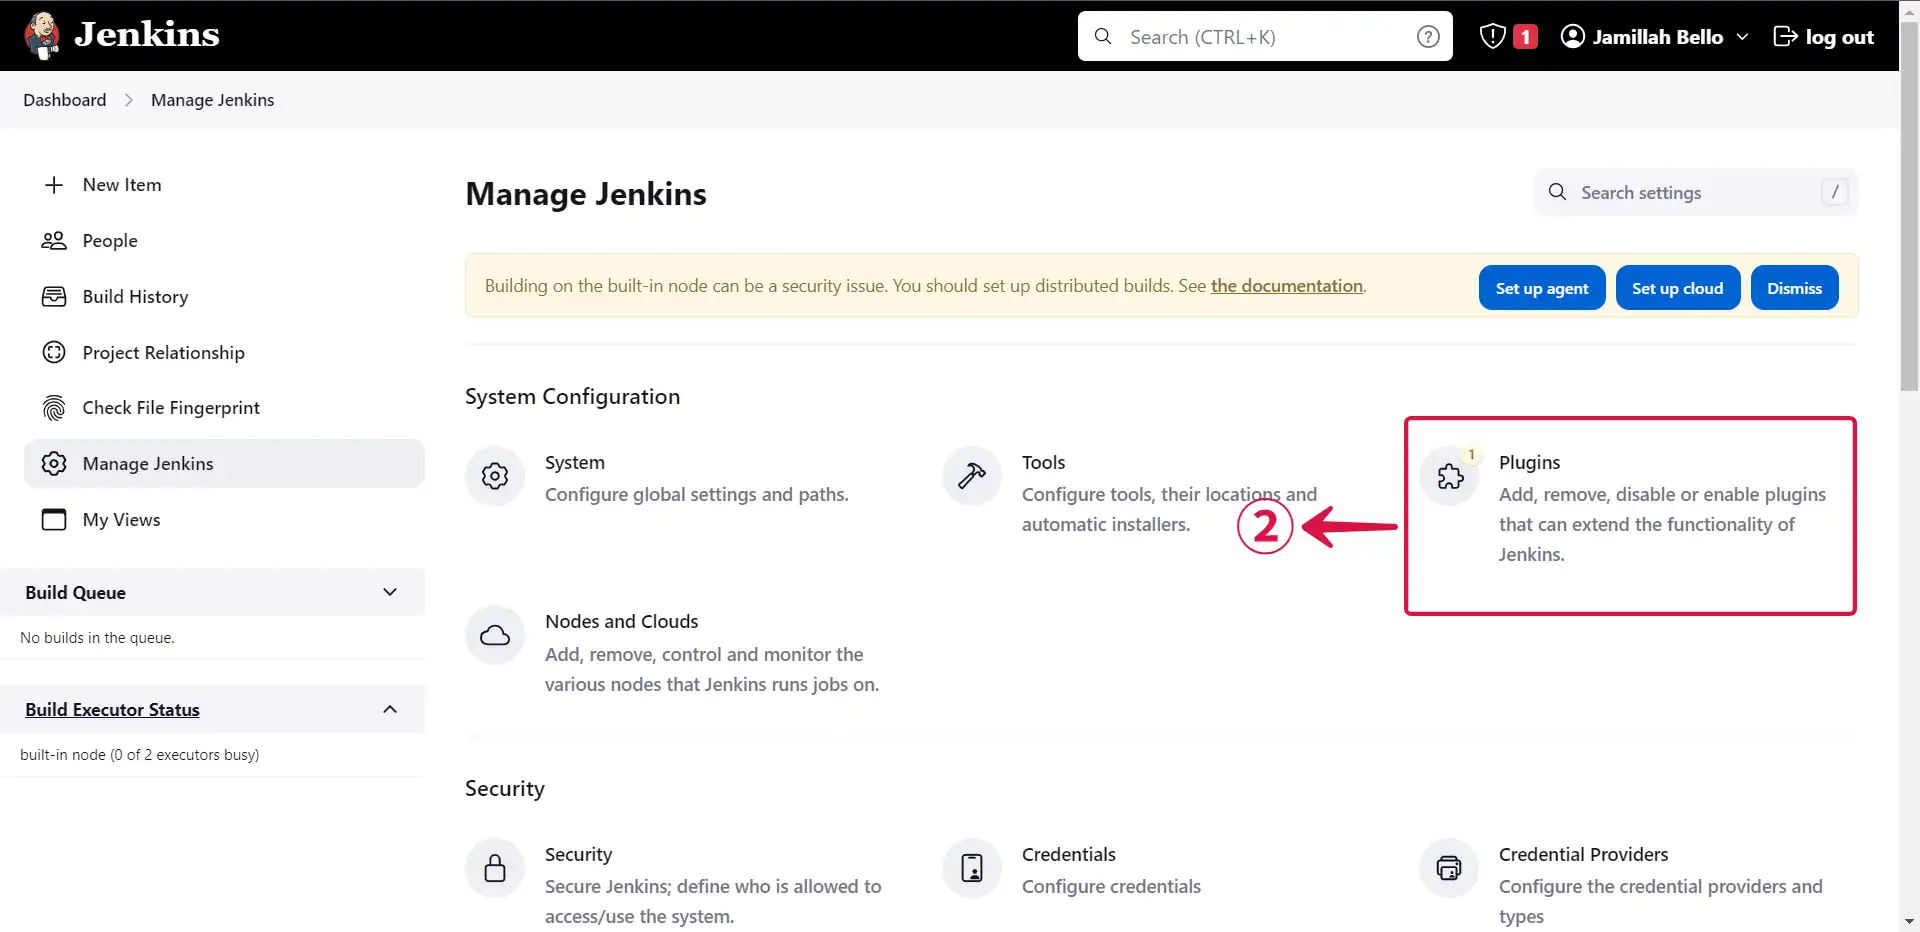 Jenkins
Search (CTRL+K)
?
1
Jamillah Bello
log out
Dashboard
Manage Jenkins
New Item
People
Build History
Project Relationship
Check File Fingerprint
Manage Jenkins
My Views
Build Queue
No builds in the queue.
Build Executor Status
built-in node (0 of 2 executors busy)
Manage Jenkins
Search settings
/
Building on the built-in node can be a security issue. You should set up distributed builds. See the documentation.
Set up agent
Set up cloud
Dismiss
System Configuration
System
Configure global settings and paths.
Tools
Configure tools, their locations and
automatic installers.
2
1
Plugins
Add, remove, disable or enable plugins
that can extend the functionality of
Jenkins.
Nodes and Clouds
Add, remove, control and monitor the
various nodes that Jenkins runs jobs on.
Security
Security
Secure Jenkins; define who is allowed to
access/use the system.
Credentials
Configure credentials
Credential Providers
Configure the credential providers and
types